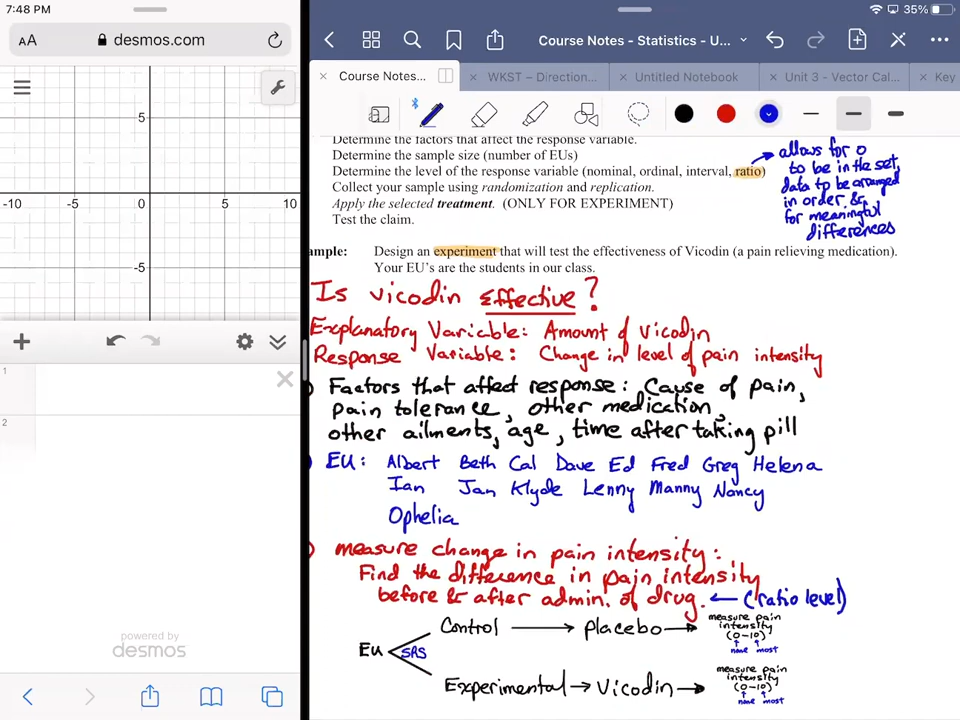 7:48 PM
35%
AA
desmos.com
Course Notes - Statistics - U...
Course Notes...
WKST – Direction...
Untitled Notebook
Unit 3 - Vector Cal...
Key
5
-10
-5
0
5
10
-5
1
2
powered by
desmos
Determine the factors that affect the response variable.
Determine the sample size (number of EUs)
Determine the level of the response variable (nominal, ordinal, interval, ratio)
Collect your sample using randomization and replication.
Apply the selected treatment. (ONLY FOR EXPERIMENT)
Test the claim.
allows for 0
to be in the set,
data to be arranged
in order, &
for meaningful
differences
ample: Design an experiment that will test the effectiveness of Vicodin (a pain relieving medication).
Your EU's are the students in our class.
Is vicodin effective?
Explanatory Variable: Amount of vicodin
Response Variable: Change in level of pain intensity
) Factors that affect response: Cause of pain,
pain tolerance, other medication,
other ailments, age, time after taking pill
) EU: Albert Beth Cal Dave Ed Fred Greg Helena
Ian Jan Klyde Lenny Manny Nancy
Ophelia
) measure change in pain intensity:
Find the difference in pain intensity
before & after admin. of drug. ← (ratio level)
EU SRS
Control → placebo →
measure pain
intensity
(0-10)
none most
Experimental → Vicodin →
measure pain
intensity
(0-10)
none most